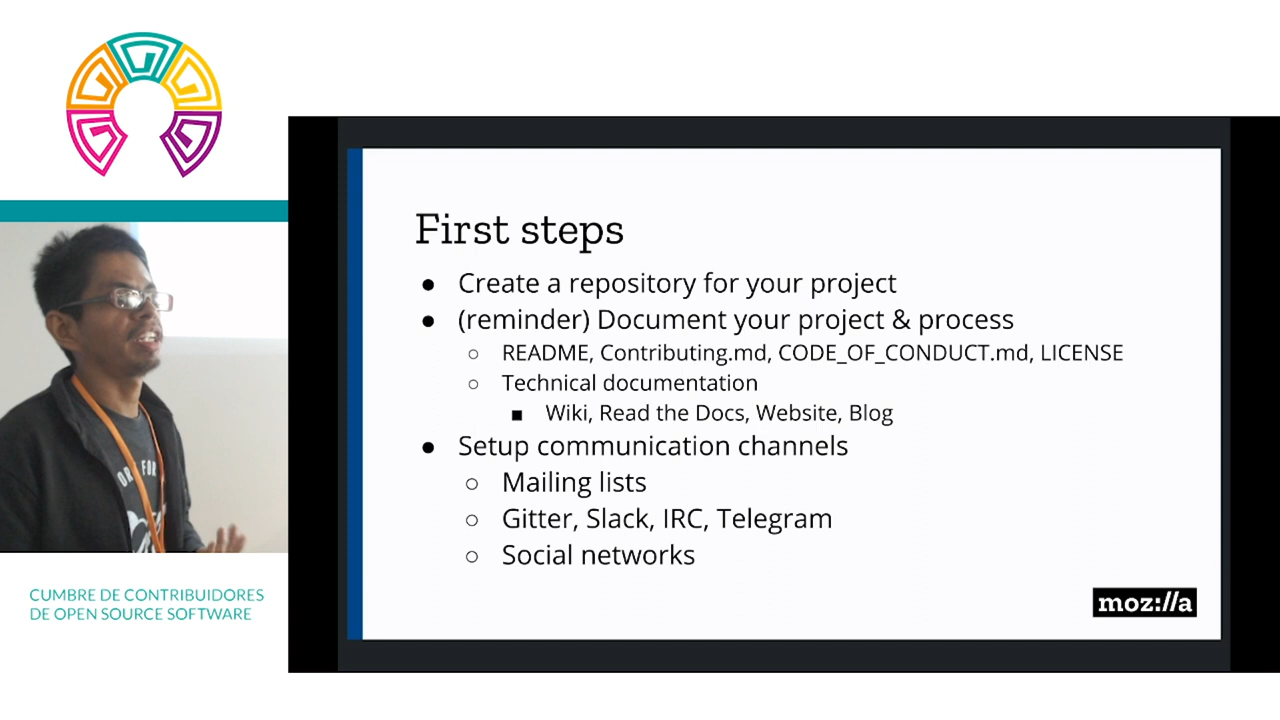 First steps
● Create a repository for your project
● (reminder) Document your project & process
○ README, Contributing.md, CODE_OF_CONDUCT.md, LICENSE
○ Technical documentation
■ Wiki, Read the Docs, Website, Blog
● Setup communication channels
○ Mailing lists
○ Gitter, Slack, IRC, Telegram
○ Social networks
moz://a
FOR
CUMBRE DE CONTRIBUIDORES
DE OPEN SOURCE SOFTWARE